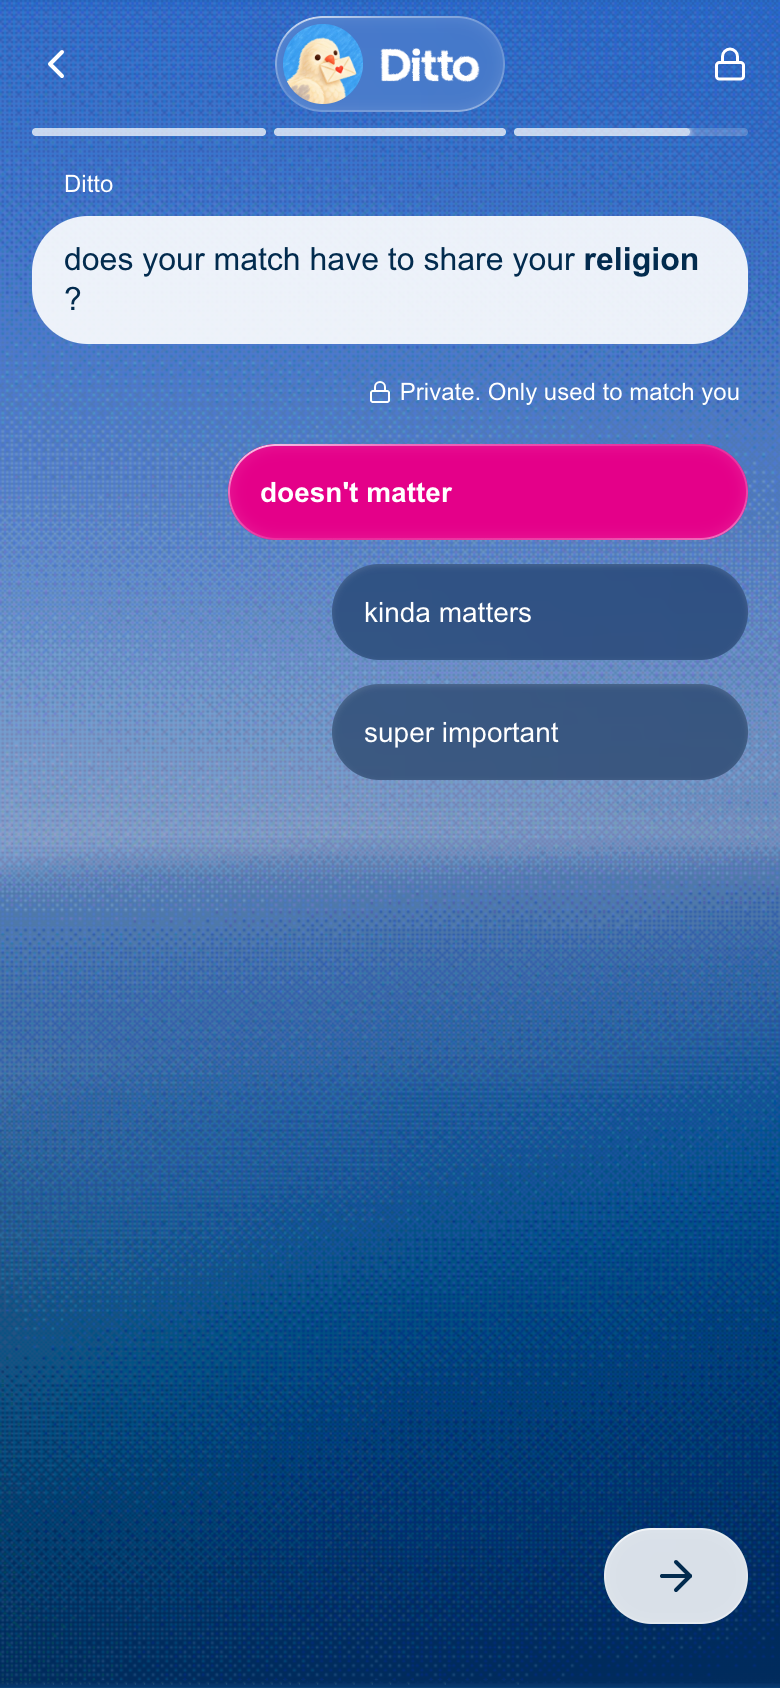 Ditto
Ditto
does your match have to share your religion
?
Private. Only used to match you
doesn't matter
kinda matters
super important